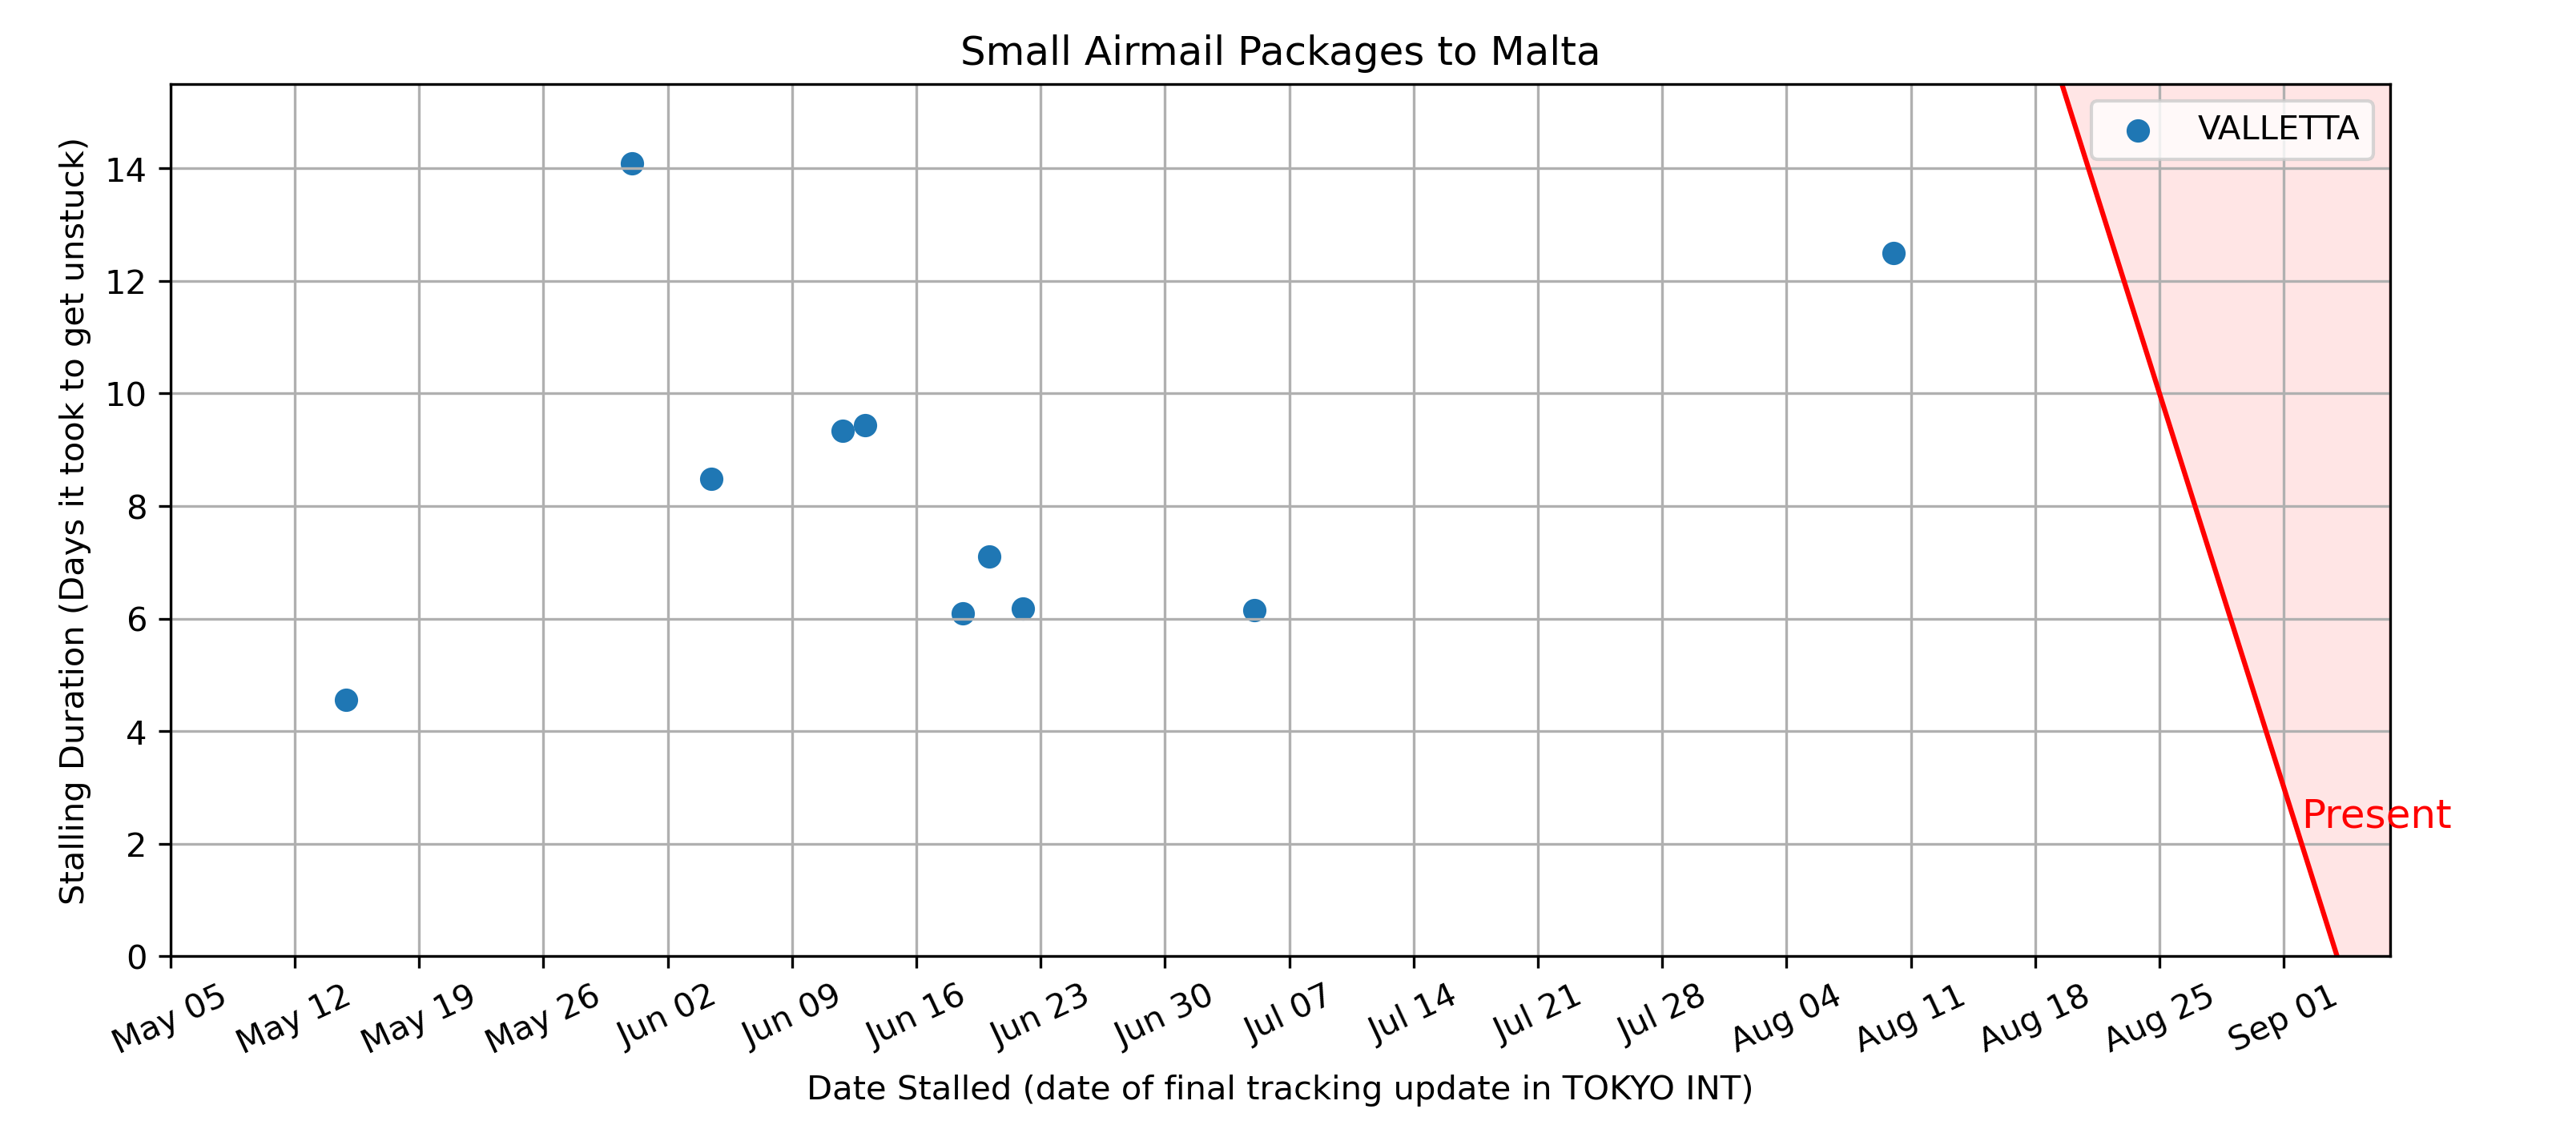 Small Airmail Packages to Malta
VALLETTA
Stalling Duration (Days it took to get unstuck)
14
12
10
8
6
4
2
0
Present
May 05
May 12
May 19
May 26
Jun 02
Jun 09
Jun 16
Jun 23
Jun 30
Jul 07
Jul 14
Jul 21
Jul 28
Aug 04
Aug 11
Aug 18
Aug 25
Sep 01
Date Stalled (date of final tracking update in TOKYO INT)